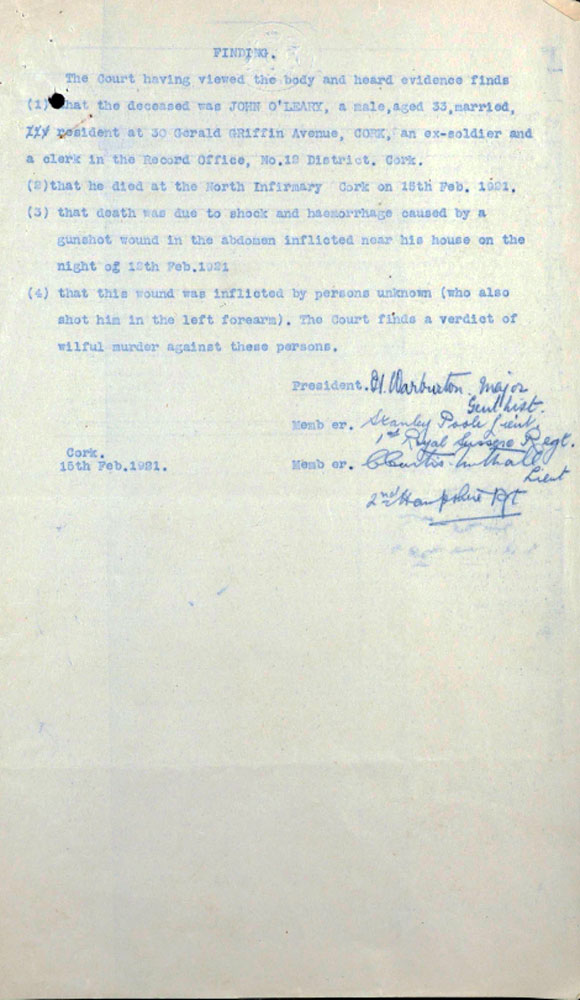 FINDING.
The Court having viewed the body and heard evidence finds
(1) that the deceased was JOHN O'LEARY, a male,aged 33,married,
resident at 30 Gerald GRiffin Avenue, CORK, an ex-soldier and
a clerk in the Record Office, No.12 District. Cork.
(2)that he died at the North Infirmary Cork on 15th Feb. 1921.
(3) that death was due to shock and haemorrhage caused by a
gunshot wound in the abdomen inflicted near his house on the
night of 12th Feb.1921
(4) that this wound was inflicted by persons unknown (who also
shot him in the left forearm). The Court finds a verdict of
wilful murder against these persons.
President. Warburton. Major
Genl List.
Memb er. Stanley Poole Lieut.
1st Royal Sussex Regt.
Cork.
15th Feb.1921.
Memb er.
Lieut
2nd Hampshire Rgt